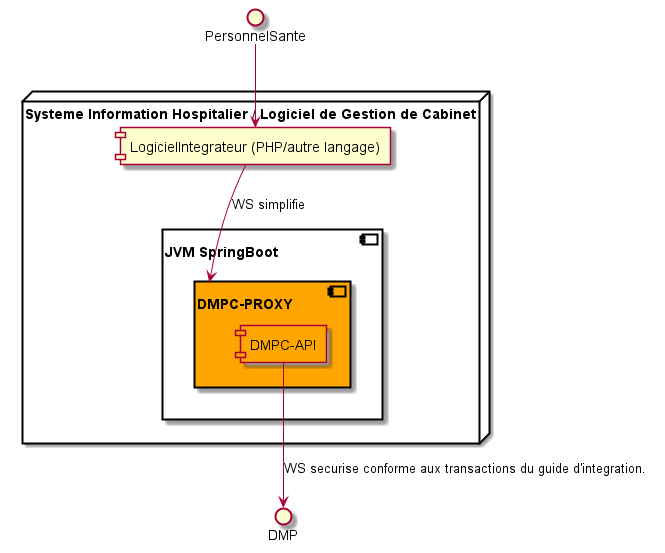 PersonnelSante
Systeme Information Hospitalier / Logiciel de Gestion de Cabinet
LogicielIntegrateur (PHP/autre langage)
WS simplifie
JVM SpringBoot
DMPC-PROXY
DMPC-API
WS securise conforme aux transactions du guide d'integration.
DMP